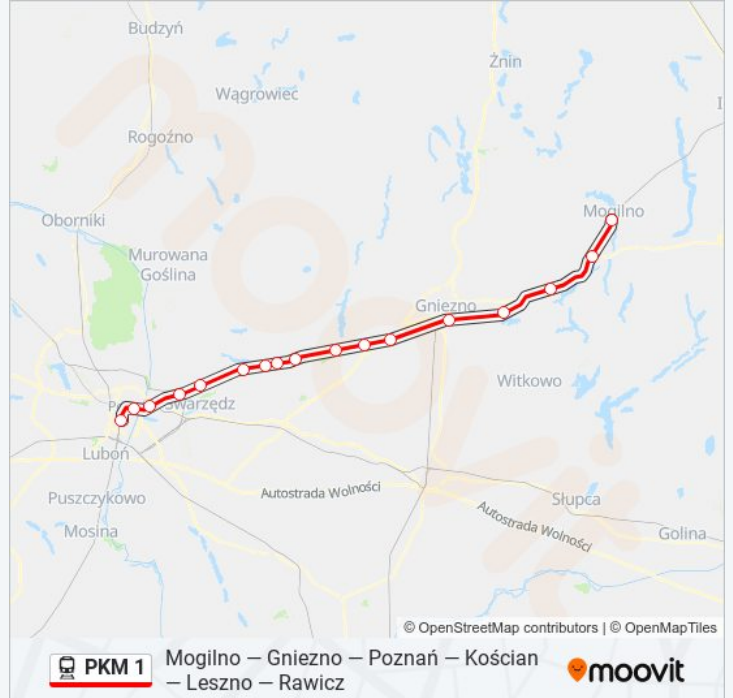 Budzyń
Żnin
Wągrowiec
Rogoźno
Oborniki
Mogilno
Murowana
Goślina
Gniezno
Witkowo
Swarzędz
Luboń
Autostrada Wolności
Puszczykowo
Słupca
Autostrada Wolności
Mosina
Golina
moovit
© OpenStreetMap contributors | © OpenMapTiles
PKM 1
Mogilno — Gniezno — Poznań — Kościan
— Leszno — Rawicz
moovit